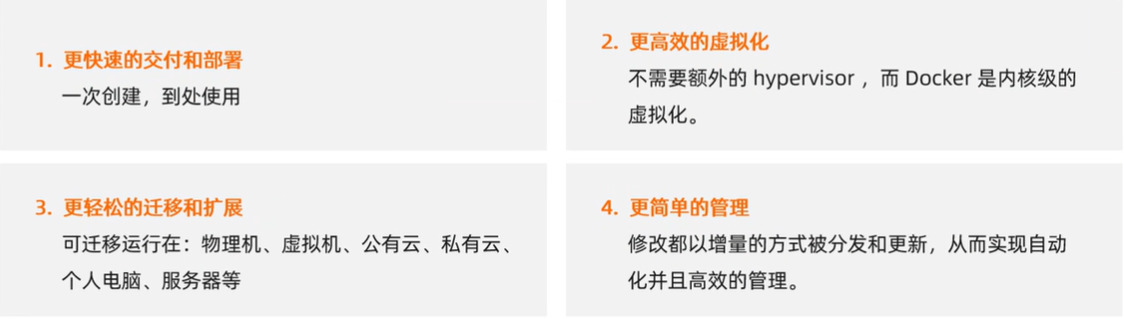 1. 更快速的交付和部署
一次创建，到处使用
2. 更高效的虚拟化
不需要额外的 hypervisor ，而 Docker 是内核级的
虚拟化。
3. 更轻松的迁移和扩展
可迁移运行在：物理机、虚拟机、公有云、私有云、
个人电脑、服务器等
4. 更简单的管理
修改都以增量的方式被分发和更新，从而实现自动
化并且高效的管理。